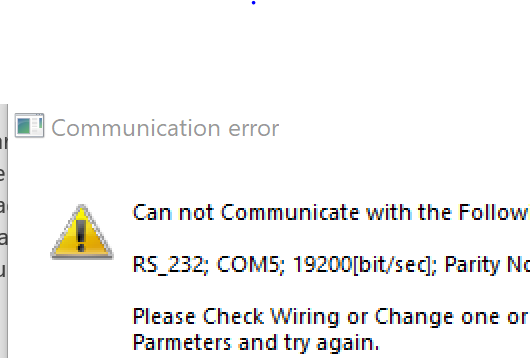 Communication error
Can not Communicate with the Follow
RS_232; COM5; 19200[bit/sec]; Parity No
Please Check Wiring or Change one or
Parmeters and try again.